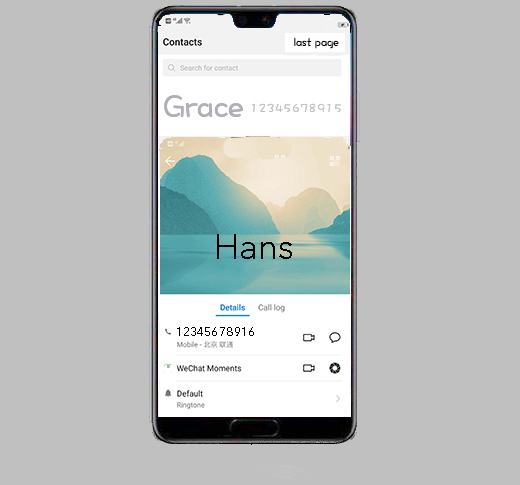 Contacts
last page
Search for contact
Grace 12345678915
Hans
Details Call log
12345678916
Mobile - 北京 联通
WeChat Moments
Default
Ringtone